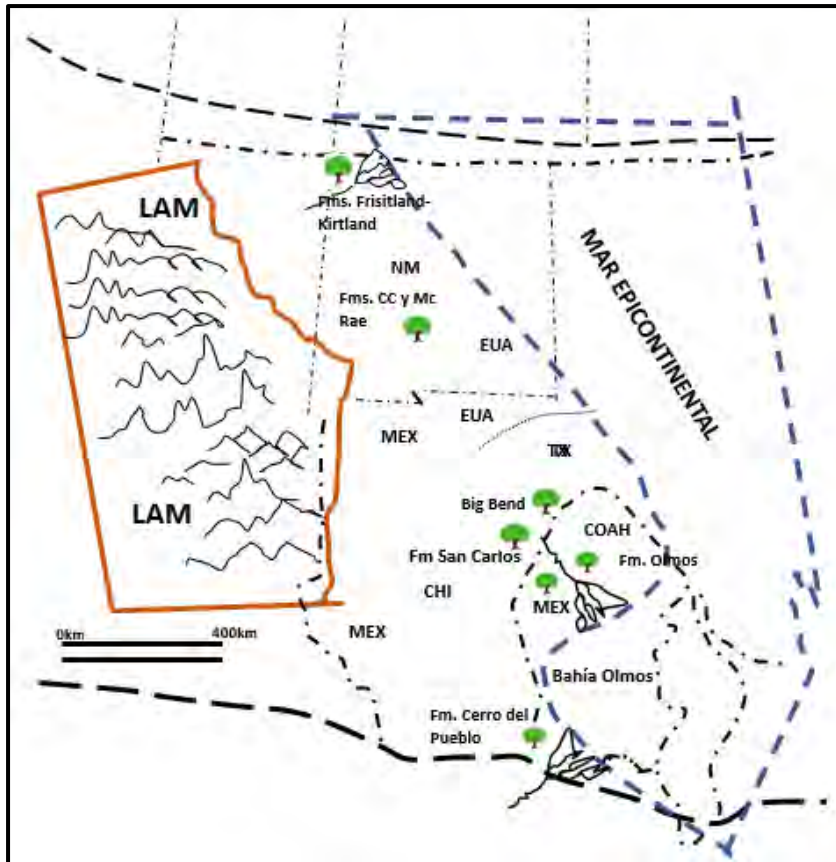 LAM
Fms. Frisitland-
Kirtland
NM
Fms. CC y Mc
Rae
EUA
MAR EPICONTINENTAL
EUA
MEX
Big Bend
COAH
LAM
Fm San Carlos
Fm. Olmos
CHI
MEX
MEX
0km 400km
Bahía Olmos
Fm. Cerro del
Pueblo